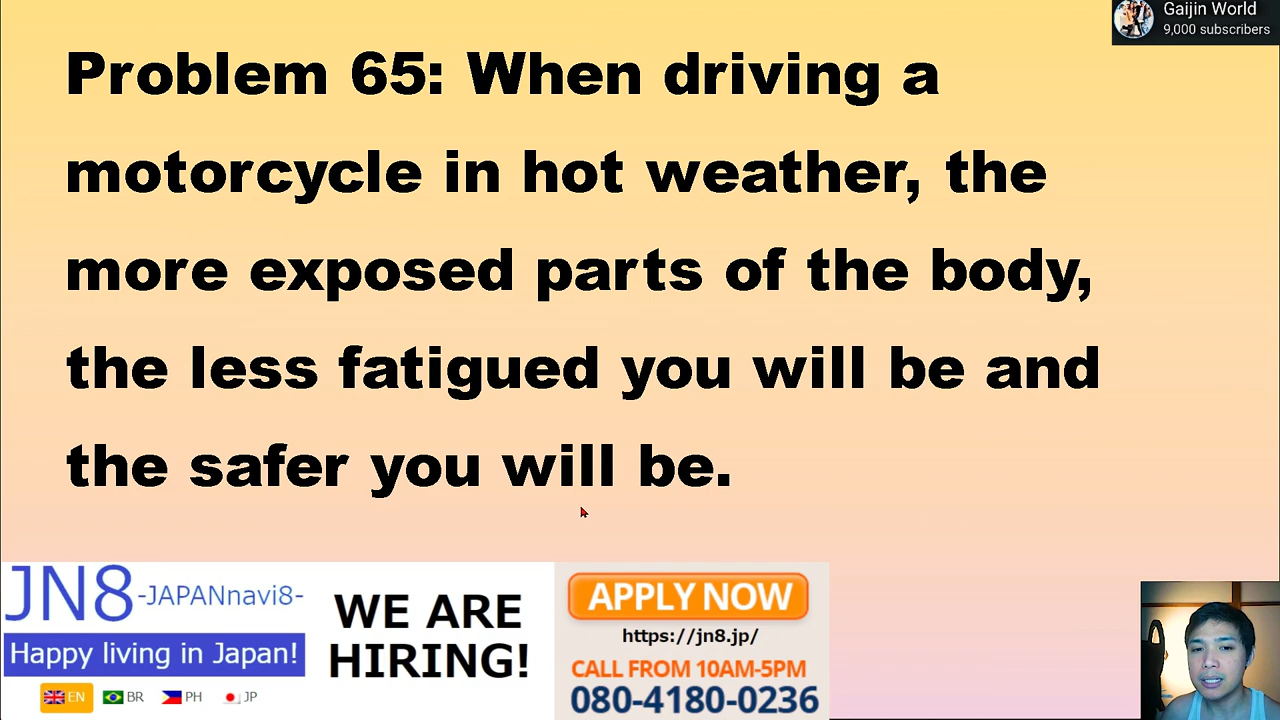 Gaijin World
9,000 subscribers
Problem 65: When driving a
motorcycle in hot weather, the
more exposed parts of the body,
the less fatigued you will be and
the safer you will be.
JN8 -JAPANnavi8-
Happy living in Japan!
EN BR PH JP
WE ARE
HIRING!
APPLY NOW
https://jn8.jp/
CALL FROM 10AM-5PM
080-4180-0236